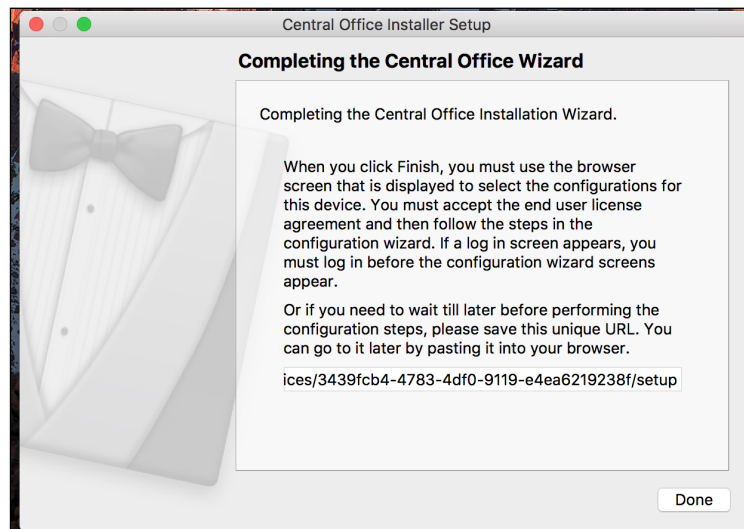 Central Office Installer Setup
Completing the Central Office Wizard
Completing the Central Office Installation Wizard.
When you click Finish, you must use the browser
screen that is displayed to select the configurations for
this device. You must accept the end user license
agreement and then follow the steps in the
configuration wizard. If a log in screen appears, you
must log in before the configuration wizard screens
appear.
Or if you need to wait till later before performing the
configuration steps, please save this unique URL. You
can go to it later by pasting it into your browser.
ices/3439fcb4-4783-4df0-9119-e4ea6219238f/setup
Done